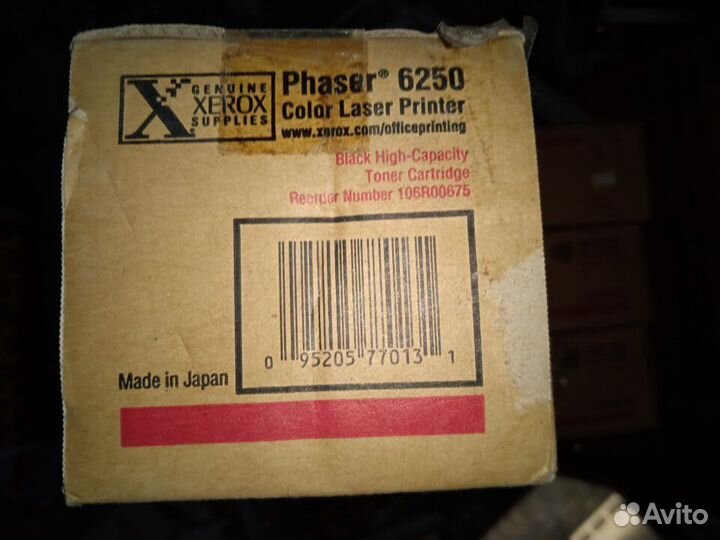 GENUINE
XEROX
SUPPLIES
Phaser® 6250
Color Laser Printer
www.xerox.com/officeprinting
Black High-Capacity
Toner Cartridge
Reorder Number 106R00675
0 95205 77013 1
Made in Japan
Avito